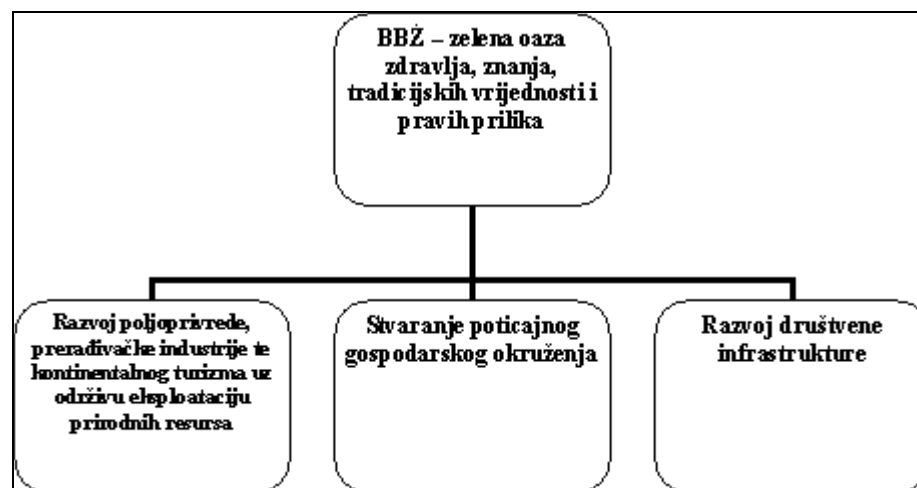 BBŽ – zelena oaza
zdravlja, znanja,
tradicijskih vrijednosti i
pravih prilika
Razvoj poljoprivrede,
prerađivačke industrije te
kontinentalnog turizma uz
održivu eksploataciju
prirodnih resursa
Stvaranje poticajnog
gospodarskog okruženja
Razvoj društvene
infrastrukture